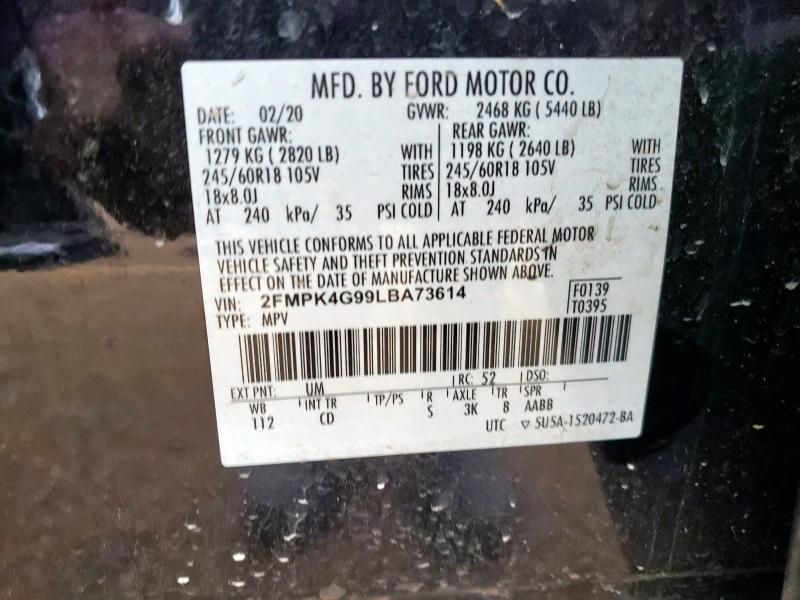 MFD. BY FORD MOTOR CO.
DATE: 02/20 GVWR: 2468 KG ( 5440 LB)
FRONT GAWR: REAR GAWR:
1279 KG ( 2820 LB) WITH 1198 KG ( 2640 LB) WITH
245/60R18 105V TIRES 245/60R18 105V TIRES
18x8.0J RIMS 18x8.0J RIMS
AT 240 kPa/ 35 PSI COLD AT 240 kPa/ 35 PSI COLD
THIS VEHICLE CONFORMS TO ALL APPLICABLE FEDERAL MOTOR
VEHICLE SAFETY AND THEFT PREVENTION STANDARDS IN
EFFECT ON THE DATE OF MANUFACTURE SHOWN ABOVE.
VIN: 2FMPK4G99LBA73614 F0139
TYPE: MPV T0395
EXT PNT: UM RC: 52 DSO:
WB INT TR TP/PS R AXLE TR SPR
112 CD S 3K 8 AABB
UTC ▽ 5U5A-1520472-BA